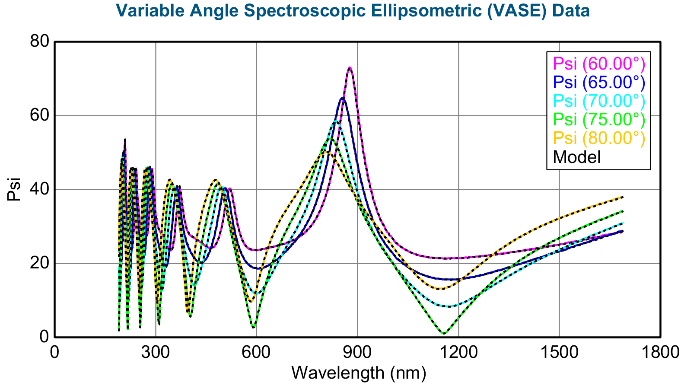 Variable Angle Spectroscopic Ellipsometric (VASE) Data
80
60
40
20
0
Psi
Psi (60.00°)
Psi (65.00°)
Psi (70.00°)
Psi (75.00°)
Psi (80.00°)
Model
0 300 600 900 1200 1500 1800
Wavelength (nm)